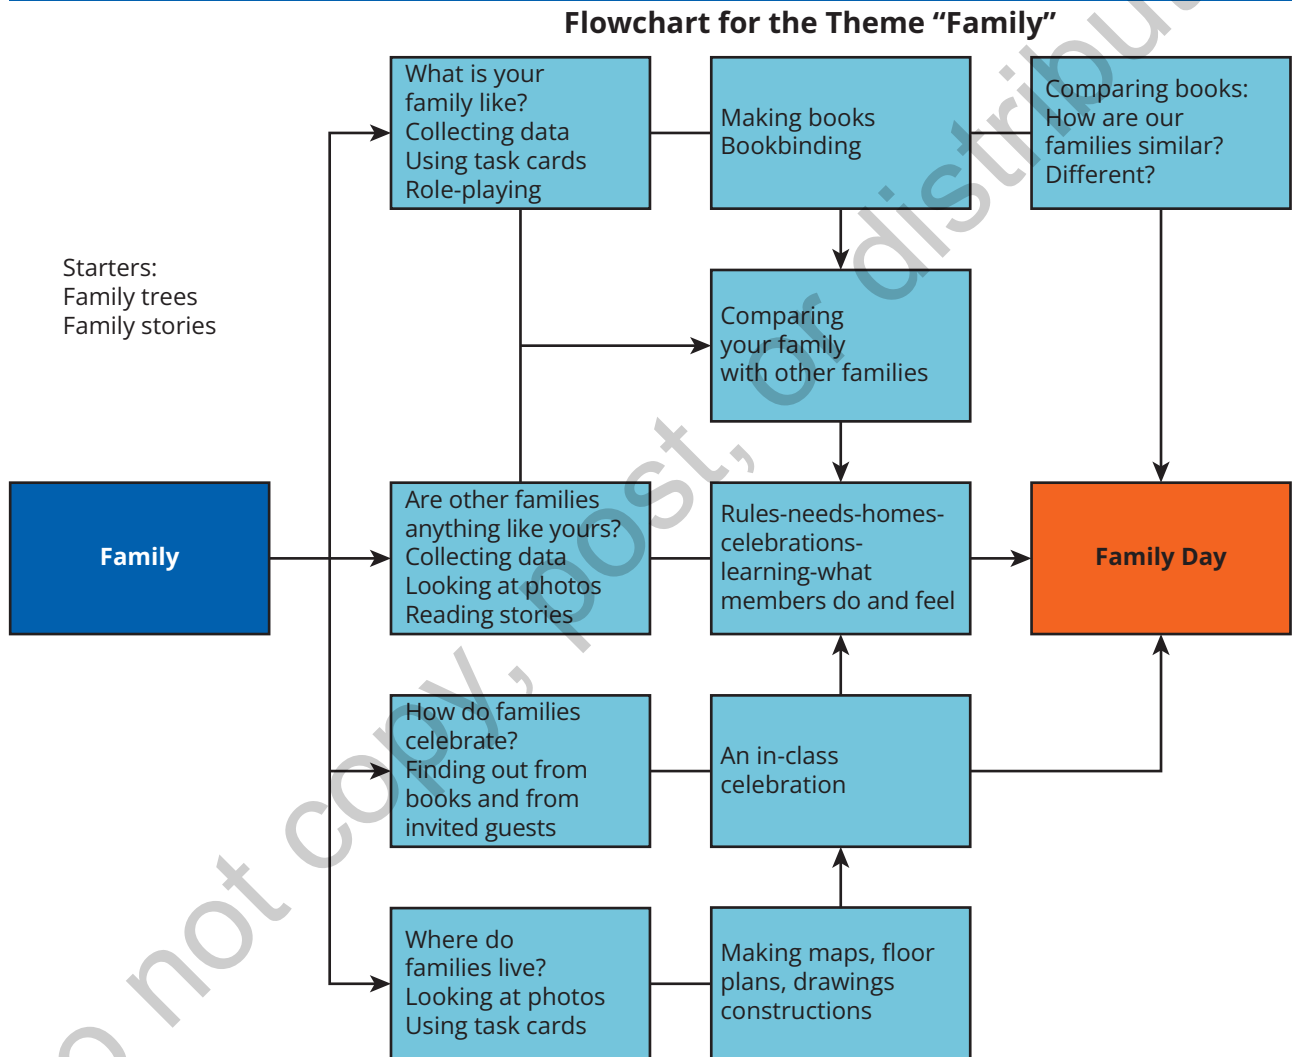 Flowchart for the Theme “Family”
What is your
family like?
Collecting data
Using task cards
Role-playing
Making books
Bookbinding
Comparing books:
How are our
families similar?
Different?
Starters:
Family trees
Family stories
Comparing
your family
with other families
Family
Are other families
anything like yours?
Collecting data
Looking at photos
Reading stories
Rules-needs-homes-
celebrations-
learning-what
members do and feel
Family Day
How do families
celebrate?
Finding out from
books and from
invited guests
An in-class
celebration
Where do
families live?
Looking at photos
Using task cards
Making maps, floor
plans, drawings
constructions
not copy, post, or distribut